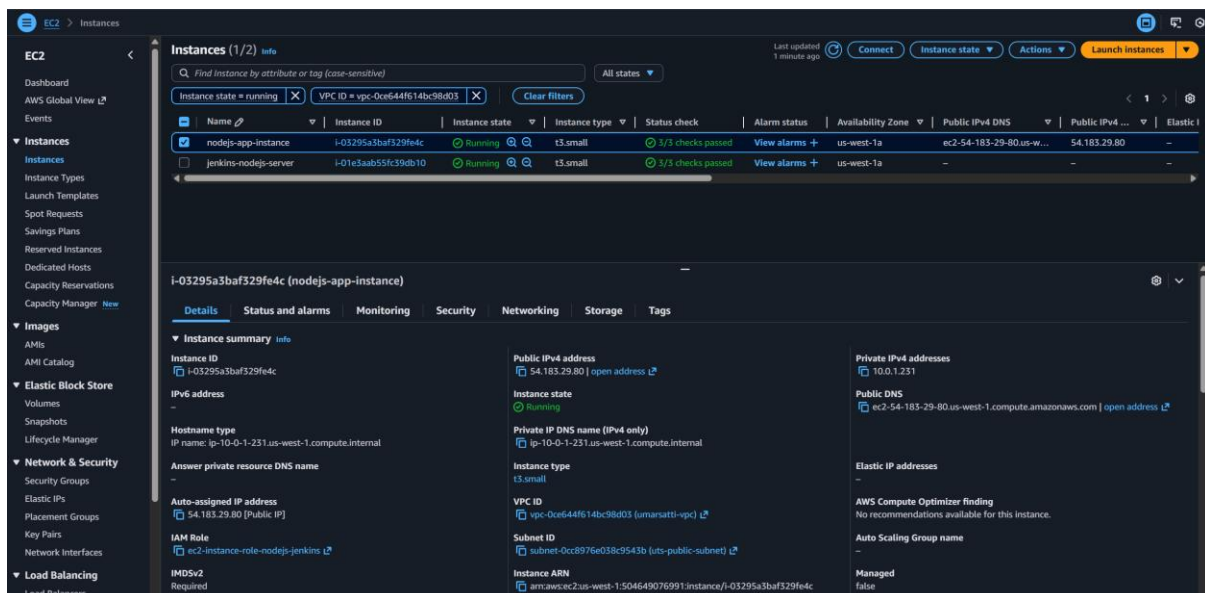 EC2 > Instances
EC2
Dashboard
AWS Global View
Events
Instances
Instances
Instance Types
Launch Templates
Spot Requests
Savings Plans
Reserved Instances
Dedicated Hosts
Capacity Reservations
Capacity Manager New
Images
AMIs
AMI Catalog
Elastic Block Store
Volumes
Snapshots
Lifecycle Manager
Network & Security
Security Groups
Elastic IPs
Placement Groups
Key Pairs
Network Interfaces
Load Balancing
Instances (1/2) Info
Last updated
1 minute ago
Connect
Instance state
Actions
Launch instances
Find Instance by attribute or tag (case-sensitive)
All states
Instance state = running
VPC ID = vpc-0ce644f614bc98d03
Clear filters
1
Name Instance ID Instance state Instance type Status check Alarm status Availability Zone Public IPv4 DNS Public IPv4 ... Elastic I
nodejs-app-instance i-03295a3baf329fe4c Running t3.small 3/3 checks passed View alarms + us-west-1a ec2-54-183-29-80.us-w... 54.183.29.80 –
jenkins-nodejs-server i-01e3aab55fc39db10 Running t3.small 3/3 checks passed View alarms + us-west-1a – – –
i-03295a3baf329fe4c (nodejs-app-instance)
Details Status and alarms Monitoring Security Networking Storage Tags
Instance summary Info
Instance ID
i-03295a3baf329fe4c
Public IPv4 address
54.183.29.80 | open address
Private IPv4 addresses
10.0.1.231
IPv6 address
–
Instance state
Running
Public DNS
ec2-54-183-29-80.us-west-1.compute.amazonaws.com | open address
Hostname type
IP name: ip-10-0-1-231.us-west-1.compute.internal
Private IP DNS name (IPv4 only)
ip-10-0-1-231.us-west-1.compute.internal
Answer private resource DNS name
–
Instance type
t3.small
Elastic IP addresses
–
Auto-assigned IP address
54.183.29.80 [Public IP]
VPC ID
vpc-0ce644f614bc98d03 (umarsatti-vpc)
AWS Compute Optimizer finding
No recommendations available for this instance.
IAM Role
ec2-instance-role-nodejs-jenkins
Subnet ID
subnet-0cc8976e038c9543b (uts-public-subnet)
Auto Scaling Group name
–
IMDSv2
Required
Instance ARN
arn:aws:ec2:us-west-1:504649076991:instance/i-03295a3baf329fe4c
Managed
false